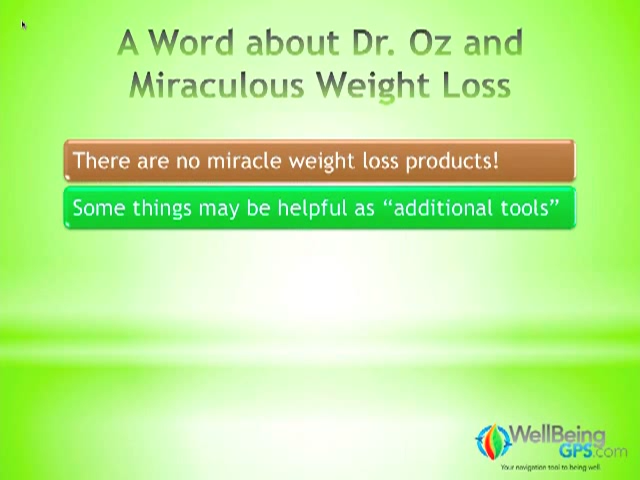 A Word about Dr. Oz and
Miraculous Weight Loss
There are no miracle weight loss products!
Some things may be helpful as “additional tools”
WellBeing
GPS.com
Your navigation tool to being well.